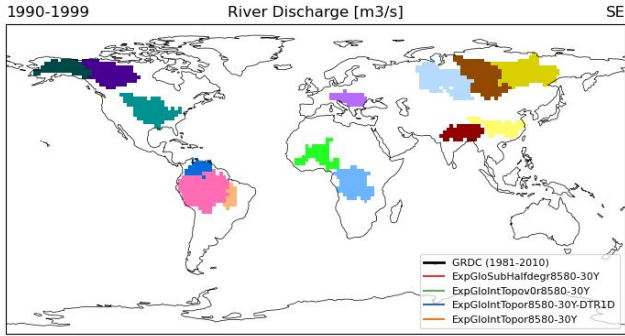 1990-1999 River Discharge [m3/s] SE
GRDC (1981-2010)
ExpGloSubHalfdegr8580-30Y
ExpGloIntTopov0r8580-30Y
ExpGloIntTopor8580-30Y-DTR1D
ExpGloIntTopor8580-30Y